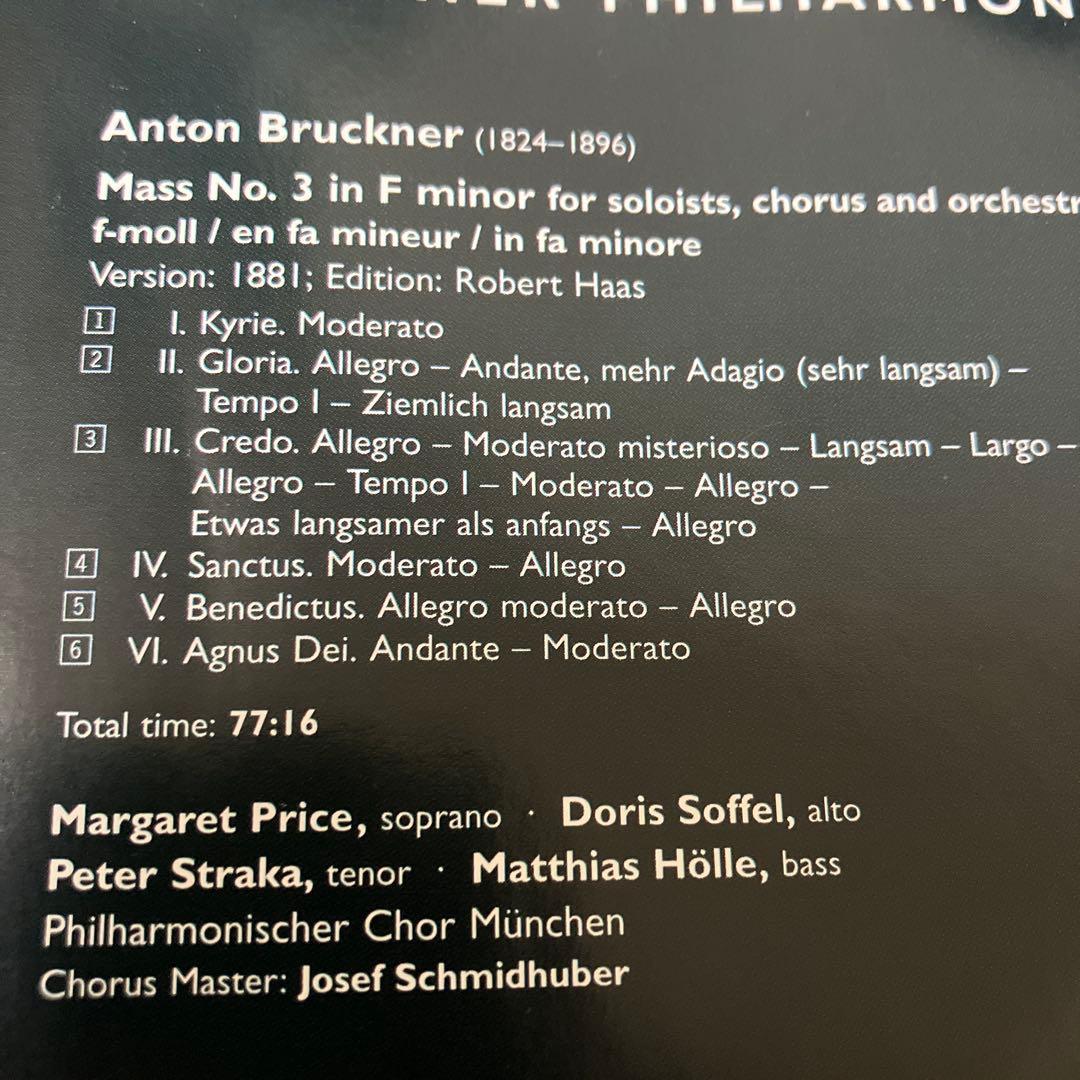 PHILHARMON
Anton Bruckner (1824–1896)
Mass No. 3 in F minor for soliists, chorus and orchestr
f-moll / en fa mineur / in fa minore
Version: 1881; Edition: Robert Haas
1 I. Kyrie. Moderato
2 II. Gloria. Allegro – Andante, mehr Adagio (sehr langsam) –
Tempo I – Ziemlich langsam
3 III. Credo. Allegro – Moderato misterioso – Langsam – Largo –
Allegro – Tempo I – Moderato – Allegro –
Etwas langsamer als anfangs – Allegro
4 IV. Sanctus. Moderato – Allegro
5 V. Benedictus. Allegro moderato – Allegro
6 VI. Agnus Dei. Andante – Moderato
Total time: 77:16
Margaret Price, soprano · Doris Soffel, alto
Peter Straka, tenor · Matthias Hölle, bass
Philharmonischer Chor München
Chorus Master: Josef Schmidhuber